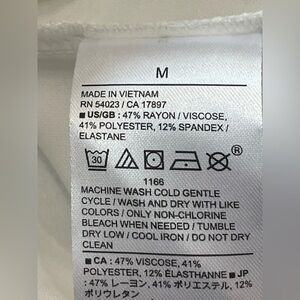 M
MADE IN VIETNAM
RN 54023 / CA 17897
■ US/GB : 47% RAYON / VISCOSE,
41% POLYESTER, 12% SPANDEX /
ELASTANE
30
®
1166
MACHINE WASH COLD GENTLE
CYCLE / WASH AND DRY WITH LIKE
COLORS / ONLY NON-CHLORINE
BLEACH WHEN NEEDED / TUMBLE
DRY LOW / COOL IRON / DO NOT DRY
CLEAN
■ CA : 47% VISCOSE, 41%
POLYESTER, 12% ÉLASTHANNE ■ JP
: 47% レーヨン, 41% ポリエステル, 12%
ポリウレタン